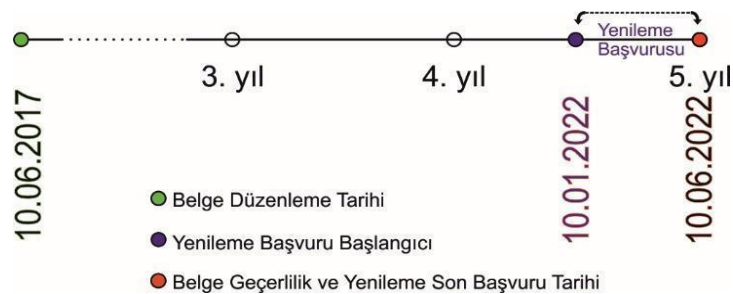 Yenileme
Başvurusu
3. yıl
4. yıl
5. yıl
10.06.2017
10.01.2022
10.06.2022
Belge Düzenleme Tarihi
Yenileme Başvuru Başlangıcı
Belge Geçerlilik ve Yenileme Son Başvuru Tarihi